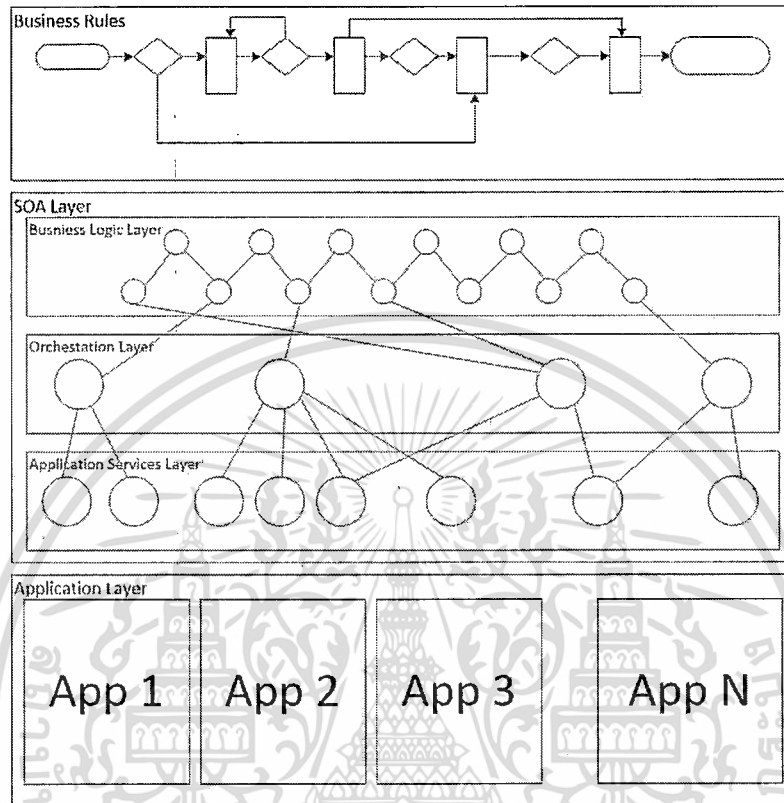 Business Rules
SOA Layer
Busniess Logic Layer
Orchestation Layer
Application Services Layer
Application Layer
App 1
App 2
App 3
App N